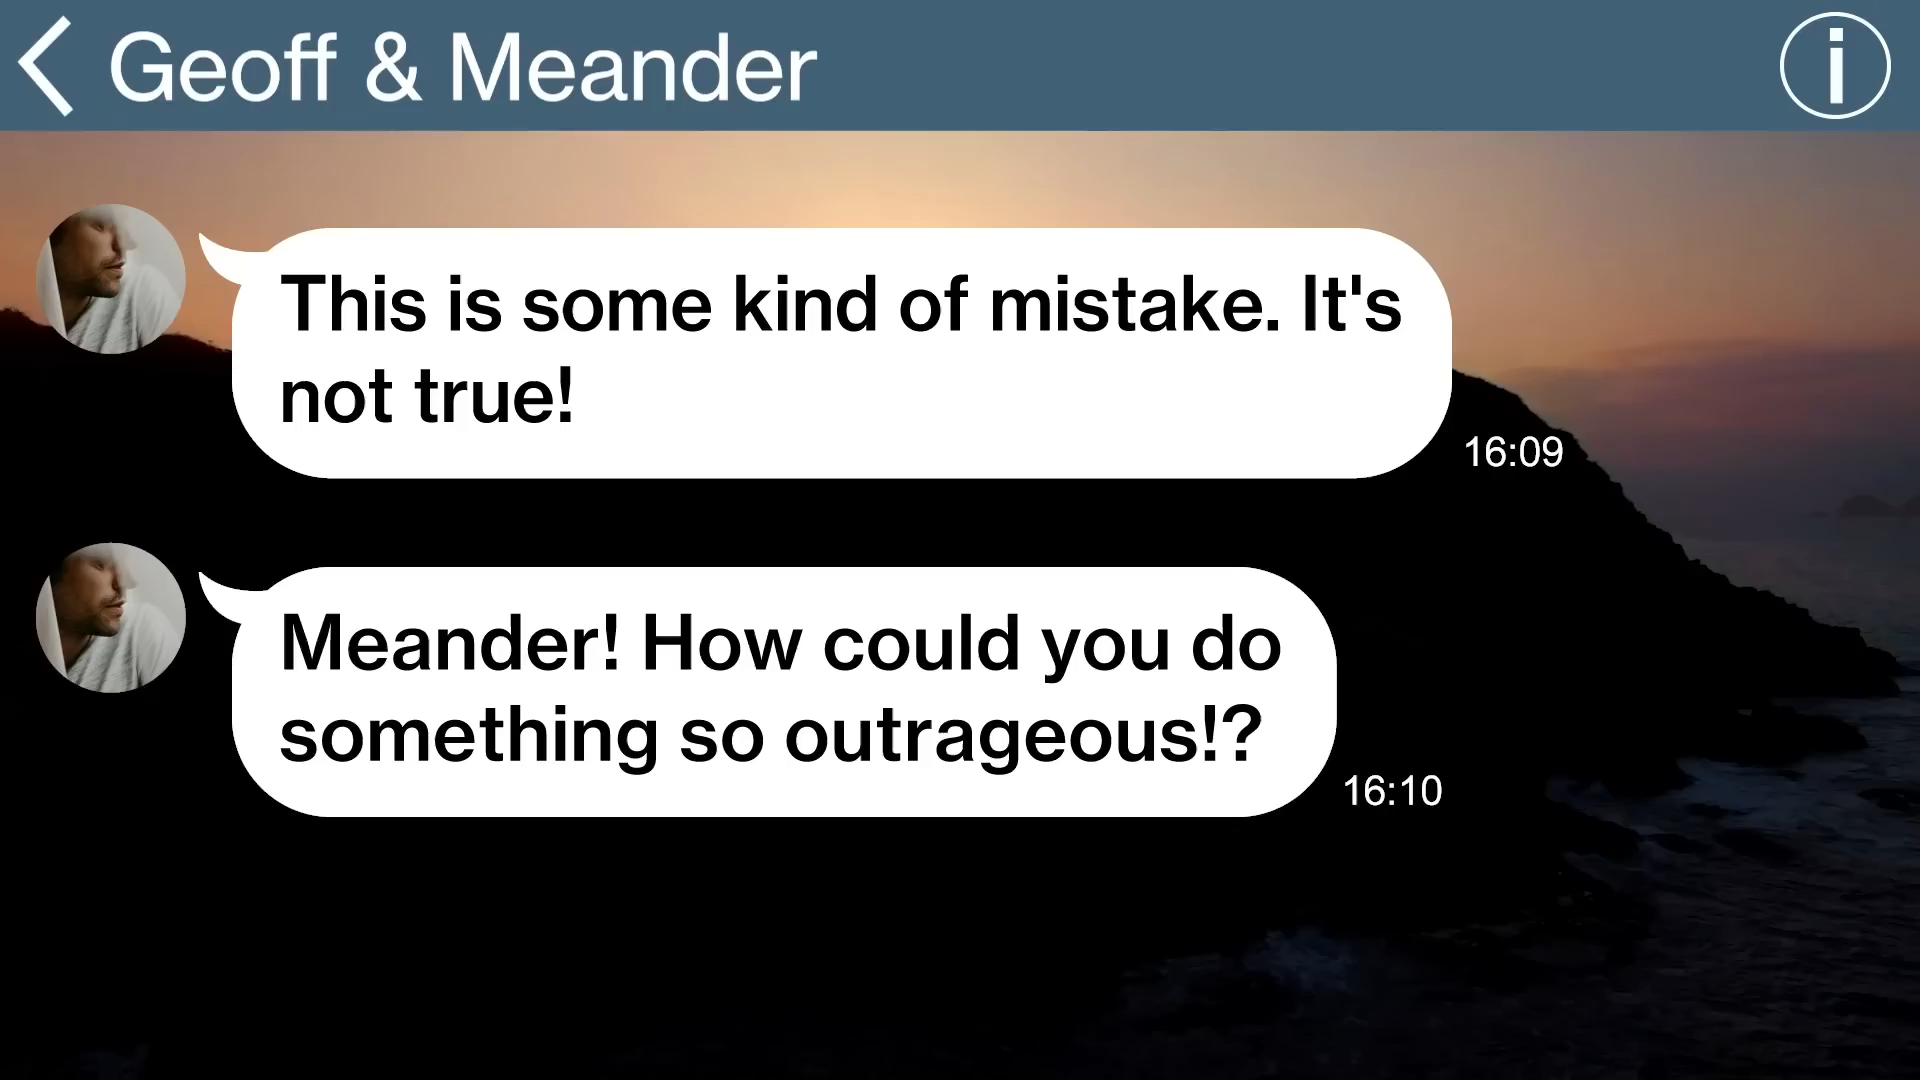 Geoff & Meander
This is some kind of mistake. It's
not true!
16:09
Meander! How could you do
something so outrageous!?
16:10